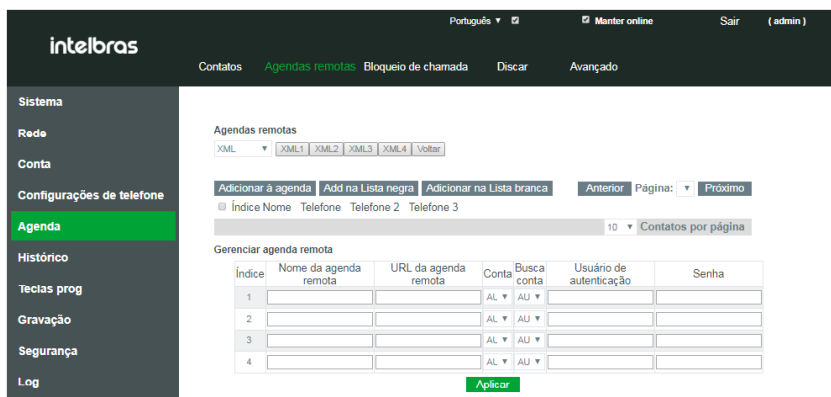 Português Manter online Sair ( admin )
intelbras
Contatos Agendas remotas Bloqueio de chamada Discar Avançado
Sistema
Rede
Conta
Configurações de telefone
Agenda
Histórico
Teclas prog
Gravação
Segurança
Log
Agendas remotas
XML XML1 XML2 XML3 XML4 Voltar
Adicionar à agenda Add na Lista negra Adicionar na Lista branca Anterior Página: Próximo
Índice Nome Telefone Telefone 2 Telefone 3
10 Contatos por página
Gerenciar agenda remota
Índice Nome da agenda remota URL da agenda remota Conta Busca conta Usuário de autenticação Senha
1 AU AU
2 AU AU
3 AU AU
4 AU AU
Aplicar